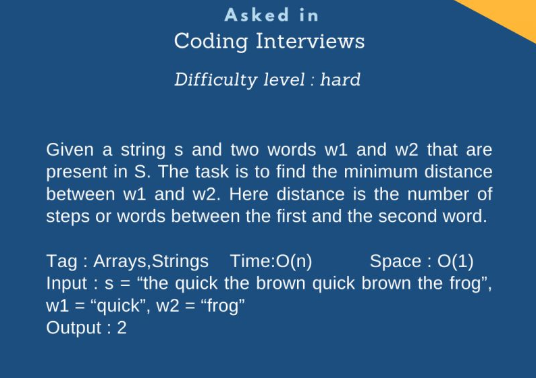 Asked in
Coding Interviews
Difficulty level : hard
Given a string s and two words w1 and w2 that are
present in S. The task is to find the minimum distance
between w1 and w2. Here distance is the number of
steps or words between the first and the second word.
Tag : Arrays,Strings Time:O(n) Space : O(1)
Input : s = “the quick the brown quick brown the frog”,
w1 = “quick”, w2 = “frog”
Output : 2